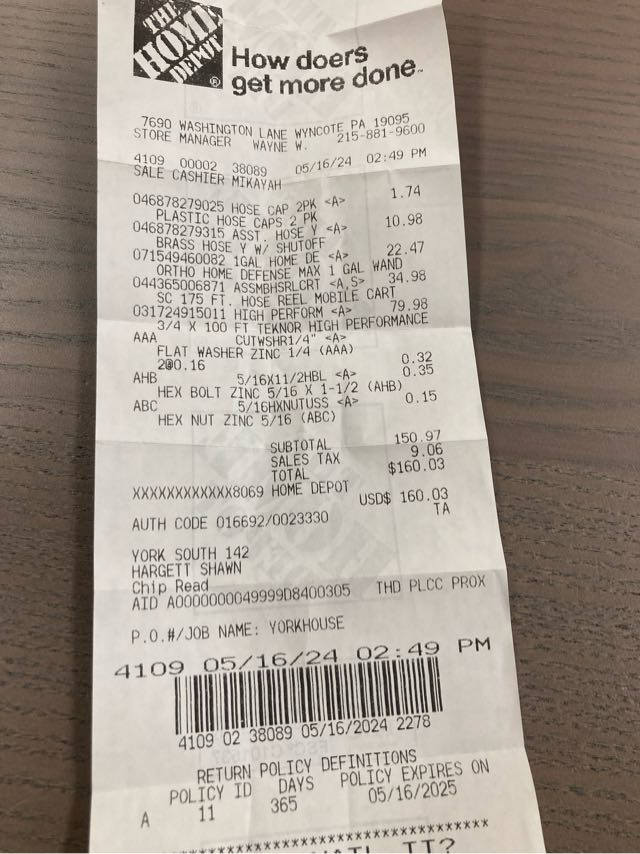 THE
HOME
DEPOT
®
How doers
get more done™
7690 WASHINGTON LANE WYNCOTE PA 19095
STORE MANAGER WAYNE W. 215-881-9600
4109 00002 38089 05/16/24 02:49 PM
SALE CASHIER MIKAYAH
046878279025 HOSE CAP 2PK <A> 1.74
PLASTIC HOSE CAPS 2 PK
046878279315 ASST. HOSE Y <A> 10.98
BRASS HOSE Y W/ SHUTOFF
071549460082 1GAL HOME DE <A> 22.47
ORTHO HOME DEFENSE MAX 1 GAL WAND
044365006871 ASSMBHSRLCRT <A,S> 34.98
SC 175 FT. HOSE REEL MOBILE CART
031724915011 HIGH PERFORM <A> 79.98
3/4 X 100 FT TEKNOR HIGH PERFORMANCE
AAA CUTWSHR1/4" <A>
FLAT WASHER ZINC 1/4 (AAA)
2@0.16 0.32
AHB 5/16X11/2HBL <A> 0.35
HEX BOLT ZINC 5/16 X 1-1/2 (AHB)
ABC 5/16HXNUTUSS <A> 0.15
HEX NUT ZINC 5/16 (ABC)
SUBTOTAL 150.97
SALES TAX 9.06
TOTAL $160.03
XXXXXXXXXXXX8069 HOME DEPOT
USD$ 160.03
AUTH CODE 016692/0023330 TA
YORK SOUTH 142
HARGETT SHAWN
Chip Read
AID A0000000049999D8400305 THD PLCC PROX
P.O.#/JOB NAME: YORKHOUSE
4109 05/16/24 02:49 PM
4109 02 38089 05/16/2024 2278
RETURN POLICY DEFINITIONS
POLICY ID DAYS POLICY EXPIRES ON
A 11 365 05/16/2025